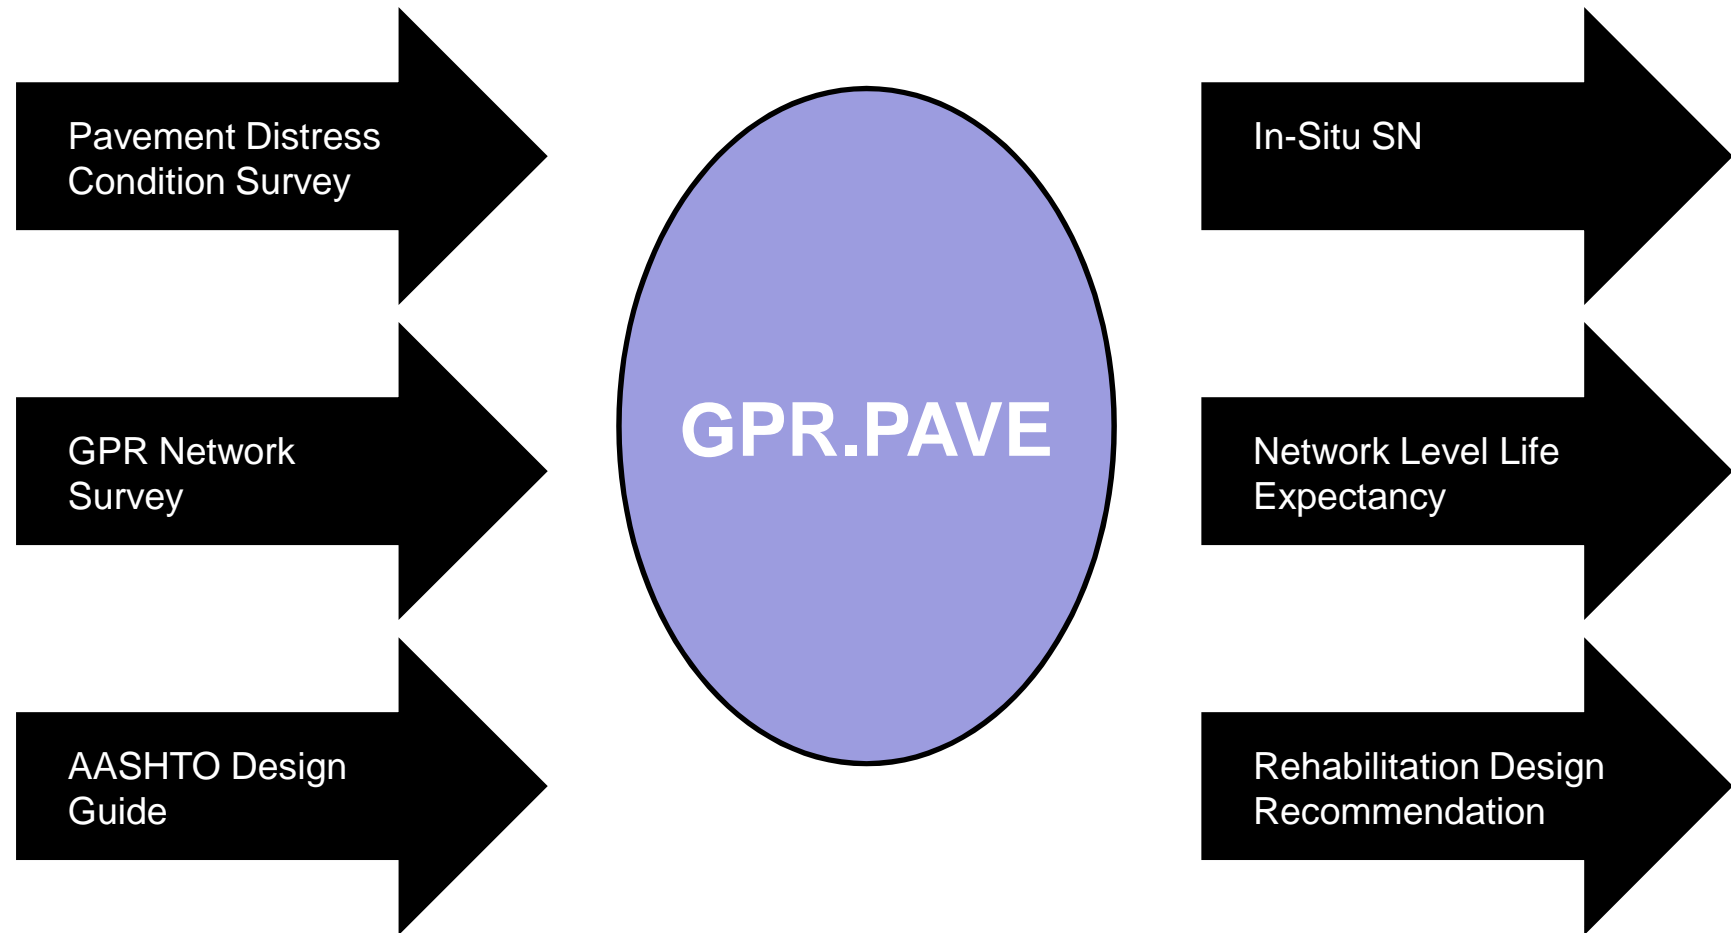 Pavement Distress
Condition Survey
GPR Network
Survey
AASHTO Design
Guide
GPR.PAVE
In-Situ SN
Network Level Life
Expectancy
Rehabilitation Design
Recommendation